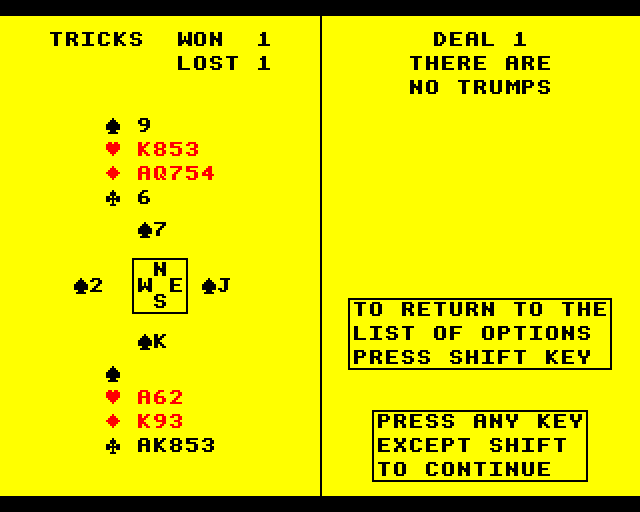 TRICKS WON 1
LOST 1
♠ 9
♥ K853
♦ AQ754
♣ 6
♠7
N
♠2 W E ♠J
S
♠K
♠
♥ A62
♦ K93
♣ AK853
DEAL 1
THERE ARE
NO TRUMPS
TO RETURN TO THE
LIST OF OPTIONS
PRESS SHIFT KEY
PRESS ANY KEY
EXCEPT SHIFT
TO CONTINUE